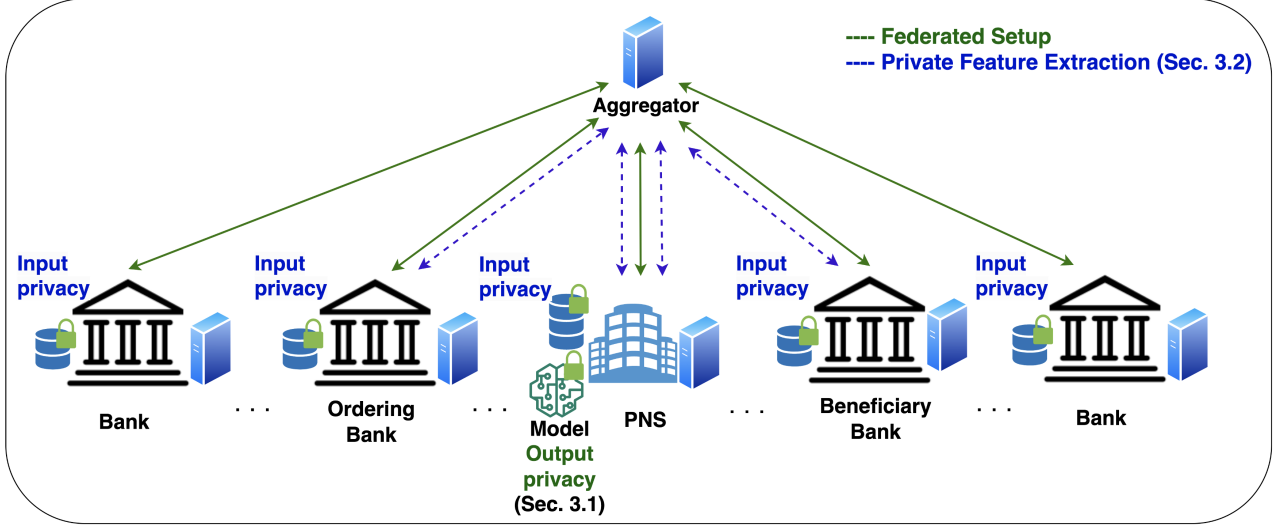 ---- Federated Setup
---- Private Feature Extraction (Sec. 3.2)
Aggregator
Input
privacy
Input
privacy
Input
privacy
Input
privacy
Input
privacy
Bank
. . .
Ordering
Bank
. . .
Model
Output
privacy
(Sec. 3.1)
PNS
. . .
Beneficiary
Bank
. . .
Bank